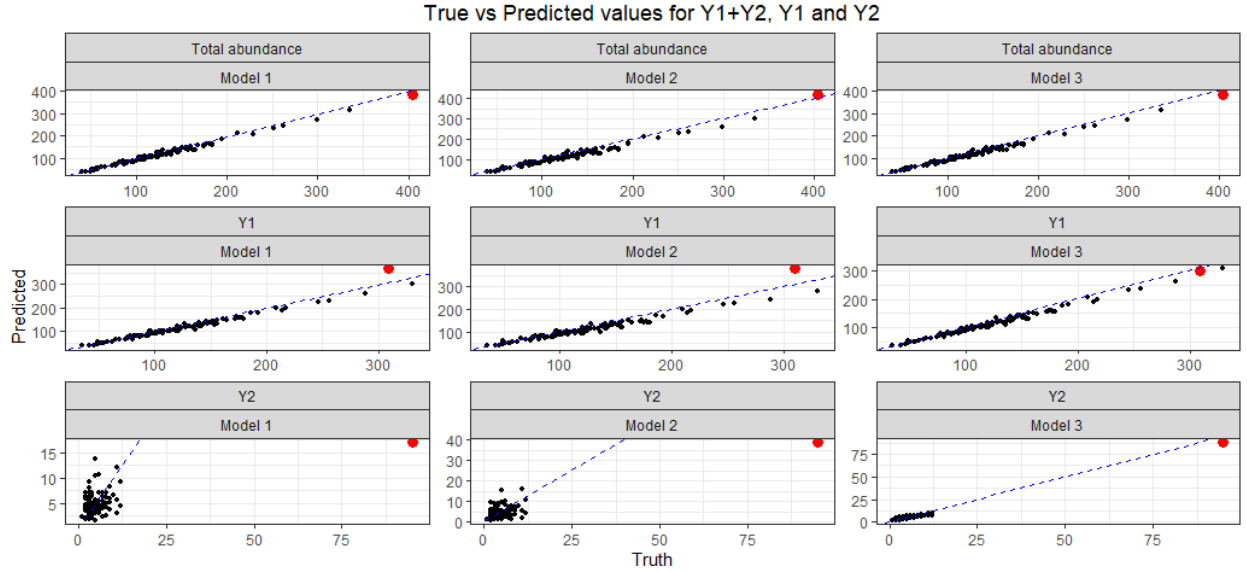 True vs Predicted values for Y1+Y2, Y1 and Y2
Total abundance Total abundance Total abundance
Model 1 Model 2 Model 3
400 400 400
300 300 300
200 200 200
100 100 100
100 200 300 400 100 200 300 400 100 200 300 400
Y1 Y1 Y1
Model 1 Model 2 Model 3
300 300 300
200 200 200
100 100 100
100 200 300 100 200 300 100 200 300
Predicted
Y2 Y2 Y2
Model 1 Model 2 Model 3
15 40 75
10 30 50
5 20 25
10 0
0
0 25 50 75 0 25 50 75 0 25 50 75
Truth